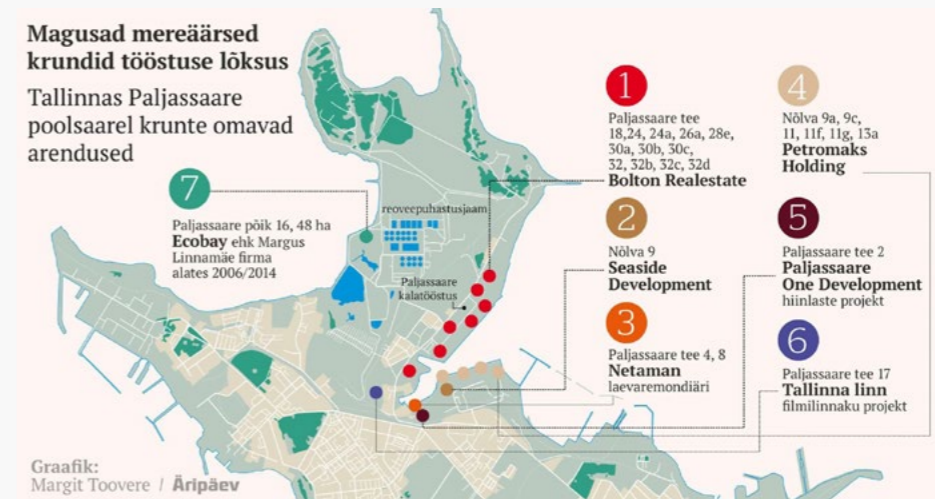 Magusad mereäärsed
krundid tööstuse lõksus
Tallinnas Paljassaare
poolsaarel krunte omavad
arendused
7
Paljassaare põik 16, 48 ha
Ecobay ehk Margus
Linnamäe firma
alates 2006/2014
reoveepuhastusjaam
Paljassaare
kalatööstus
1
Paljassaare tee
18,24, 24a, 26a, 28e,
30a, 30b, 30c,
32, 32b, 32c, 32d
Bolton Realestate
2
Nõlva 9
Seaside
Development
3
Paljassaare tee 4, 8
Netaman
laevaremondiäri
4
Nõlva 9a, 9c,
11, 11f, 11g, 13a
Petromaks
Holding
5
Paljassaare tee 2
Paljassaare
One Development
hiinlaste projekt
6
Paljassaare tee 17
Tallinna linn
filmilinnaku projekt
Graafik:
Margit Toovere / Äripäev